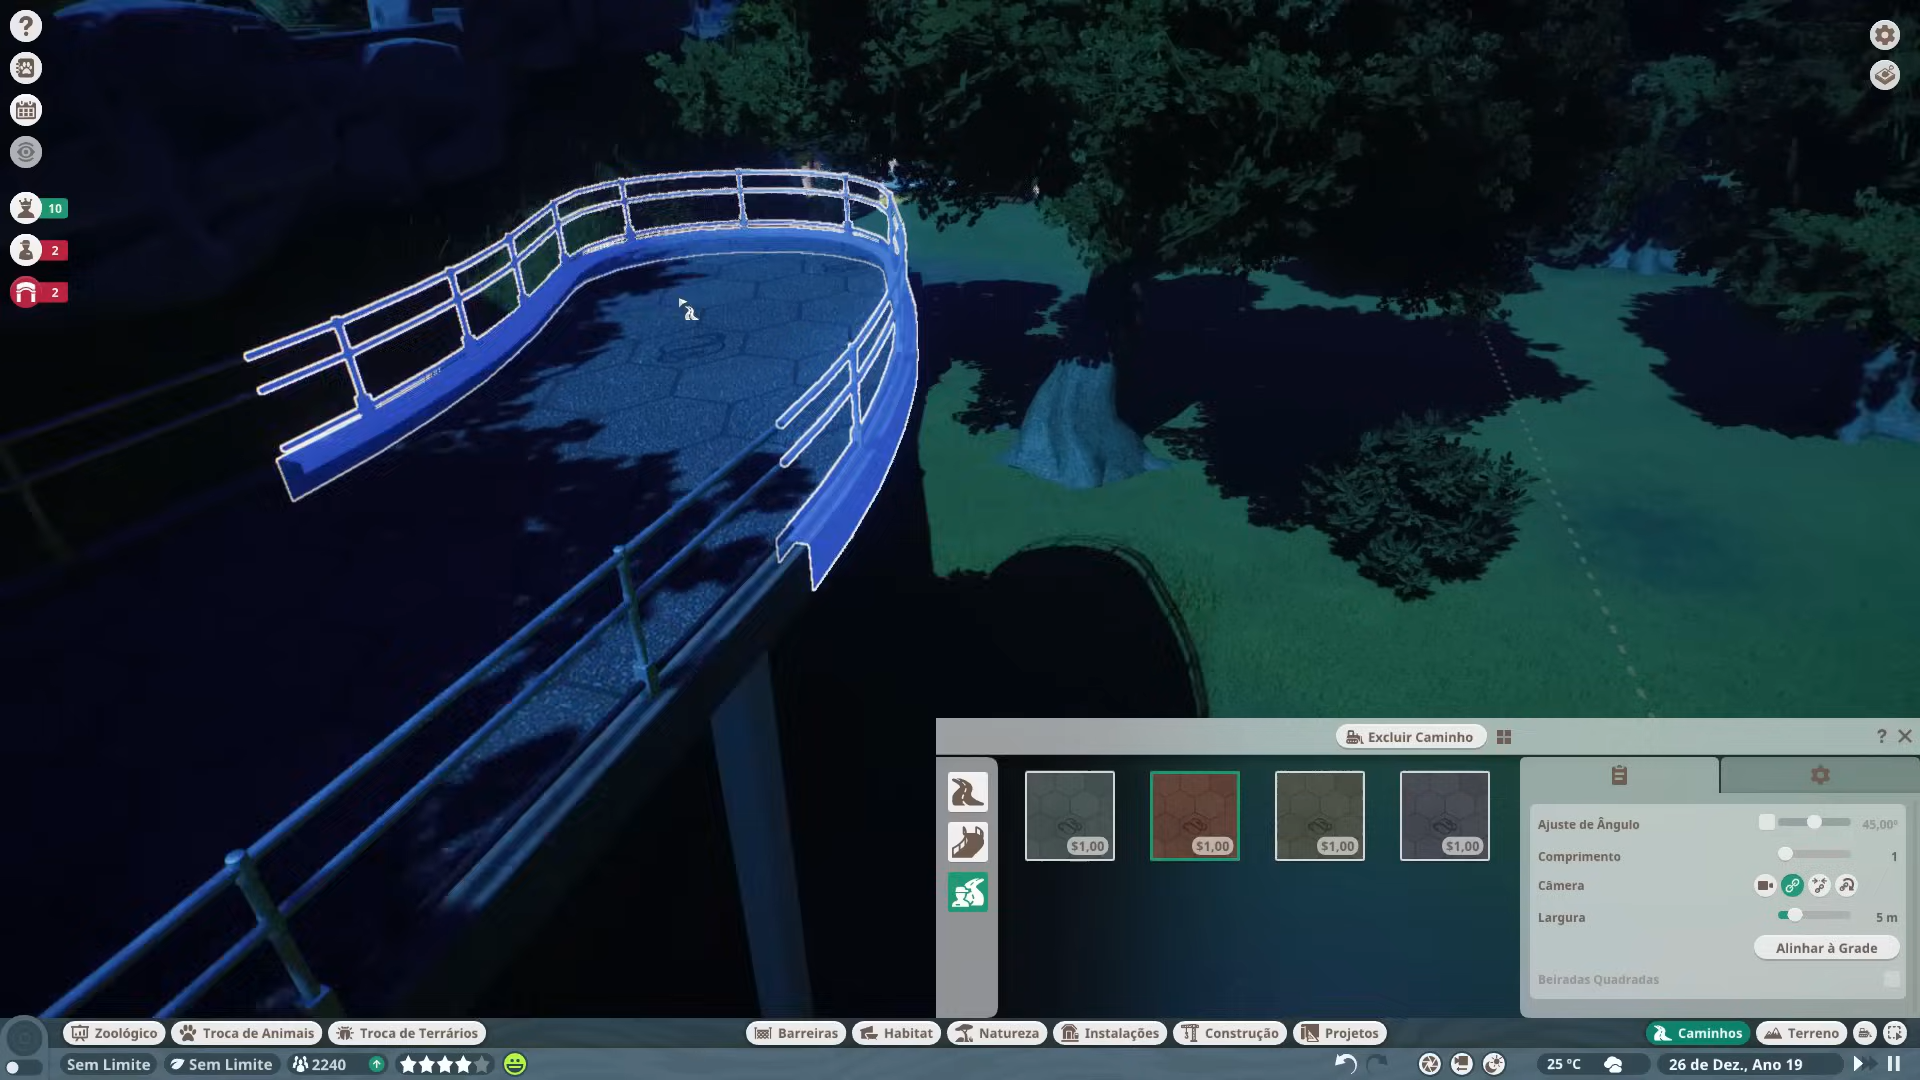 ?
10
2
2
Excluir Caminho
?
$1,00
$1,00
$1,00
$1,00
Ajuste de Ângulo
45,00°
Comprimento
1
Câmera
Largura
5 m
Alinhar à Grade
Beiradas Quadradas
Zoológico
Troca de Animais
Troca de Terrários
Barreiras
Habitat
Natureza
Instalações
Construção
Projetos
Caminhos
Terreno
Sem Limite
Sem Limite
2240
25 °C
26 de Dez., Ano 19